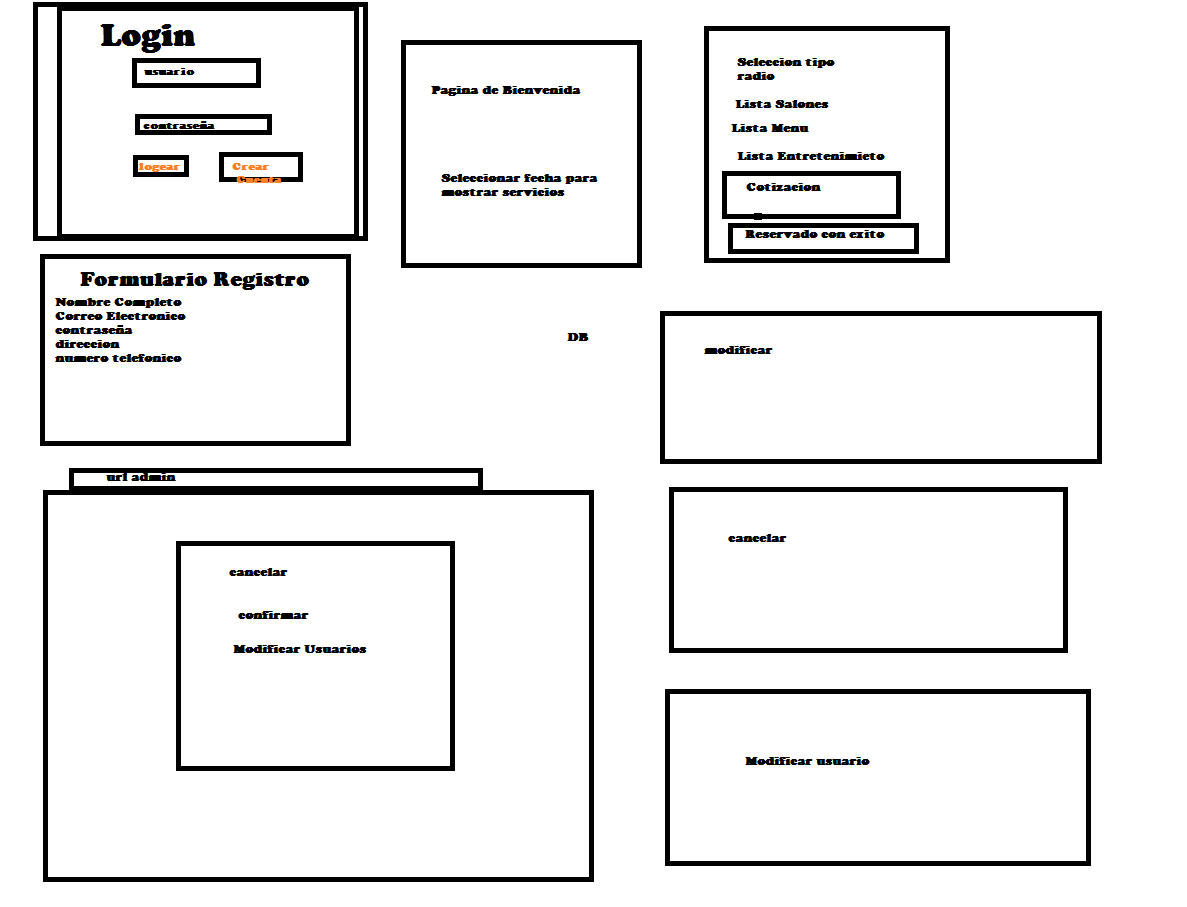 Login
usuario
contraseña
logear
Crear
Cuenta
Pagina de Bienvenida
Seleccionar fecha para
mostrar servicios
Seleccion tipo
radio
Lista Salones
Lista Menu
Lista Entretenimieto
Cotizacion
Reservado con exito
Formulario Registro
Nombre Completo
Correo Electronico
contraseña
direccion
numero telefonico
DB
modificar
url admin
cancelar
confirmar
Modificar Usuarios
cancelar
Modificar usuario